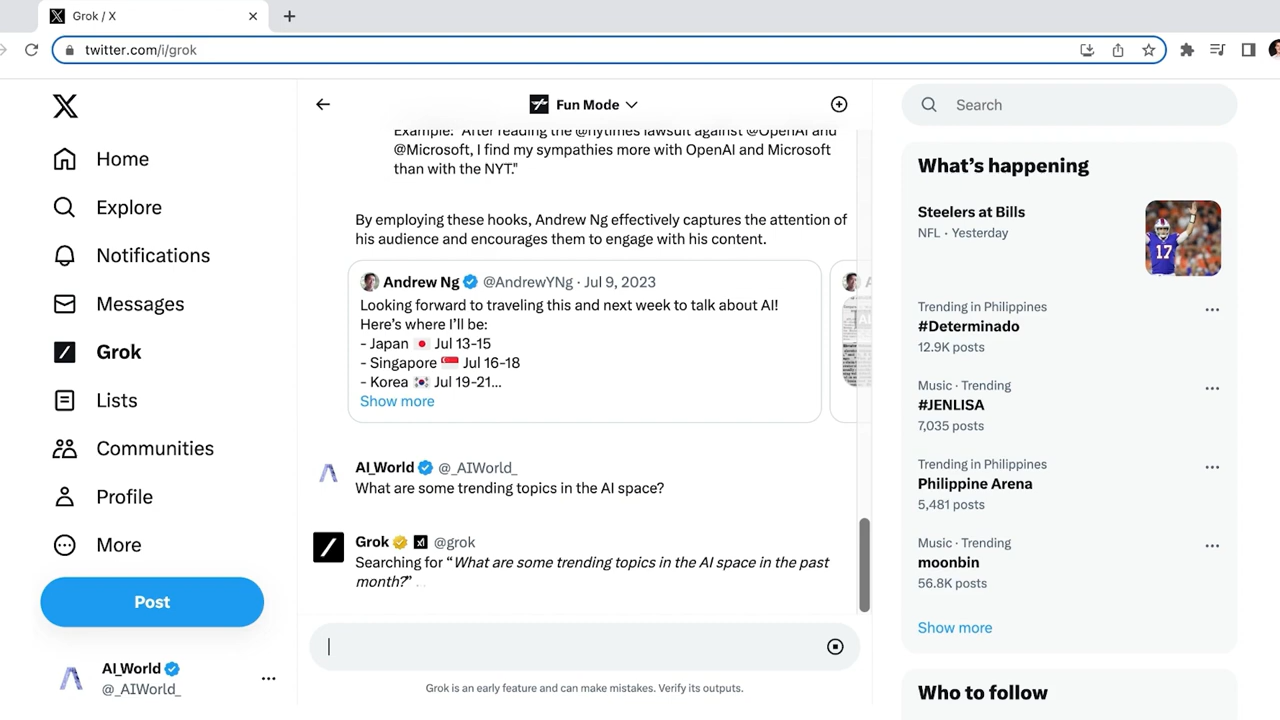 Grok / X
twitter.com/i/grok
Home
Explore
Notifications
Messages
Grok
Lists
Communities
Profile
More
Post
AI_World
@_AIWorld_
Fun Mode
Example: "After reading the @nytimes lawsuit against @OpenAI and
@Microsoft, I find my sympathies more with OpenAI and Microsoft
than with the NYT."
By employing these hooks, Andrew Ng effectively captures the attention of
his audience and encourages them to engage with his content.
Andrew Ng @AndrewYNg · Jul 9, 2023
Looking forward to traveling this and next week to talk about AI!
Here's where I'll be:
- Japan 🇯🇵 Jul 13-15
- Singapore 🇸🇬 Jul 16-18
- Korea 🇰🇷 Jul 19-21...
Show more
AI_World @_AIWorld_
What are some trending topics in the AI space?
Grok xI @grok
Searching for “What are some trending topics in the AI space in the past
month?” ..
Grok is an early feature and can make mistakes. Verify its outputs.
Search
What's happening
Steelers at Bills
NFL · Yesterday
17
Trending in Philippines
#Determinado
12.9K posts
Music · Trending
#JENLISA
7,035 posts
Trending in Philippines
Philippine Arena
5,481 posts
Music · Trending
moonbin
56.8K posts
Show more
Who to follow